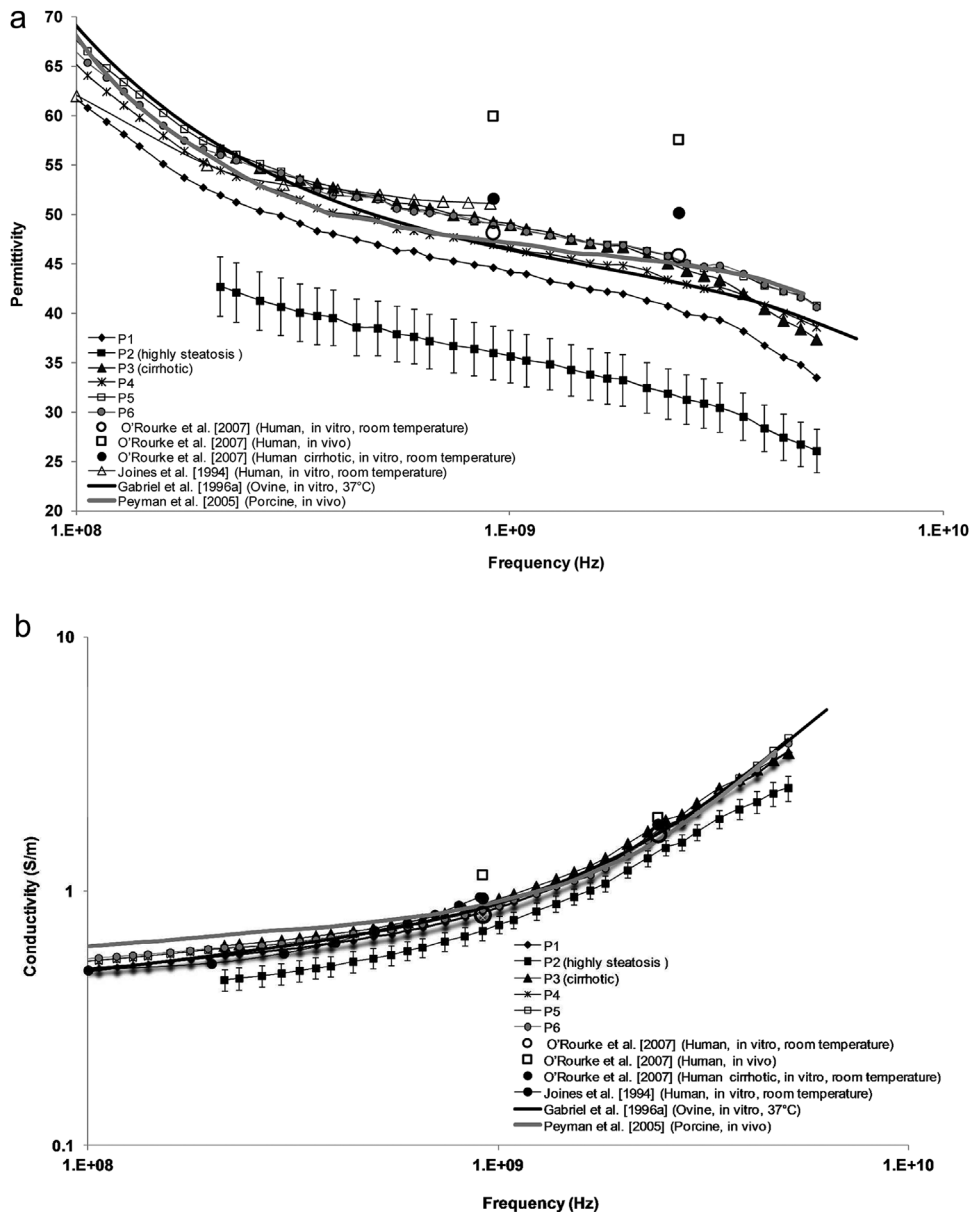 a
70
65
60
55
50
45
40
35
30
25
20
Permittivity
P1
P2 (highly steatosis )
P3 (cirrhotic)
P4
P5
P6
O'Rourke et al. [2007] (Human, in vitro, room temperature)
O'Rourke et al. [2007] (Human, in vivo)
O'Rourke et al. [2007] (Human cirrhotic, in vitro, room temperature)
Joines et al. [1994] (Human, in vitro, room temperature)
Gabriel et al. [1996a] (Ovine, in vitro, 37°C)
Peyman et al. [2005] (Porcine, in vivo)
1.E+08
1.E+09
1.E+10
Frequency (Hz)
b
10
1
0.1
Conductivity (S/m)
P1
P2 (highly steatosis )
P3 (cirrhotic)
P4
P5
P6
O'Rourke et al. [2007] (Human, in vitro, room temperature)
O'Rourke et al. [2007] (Human, in vivo)
O'Rourke et al. [2007] (Human cirrhotic, in vitro, room temperature)
Joines et al. [1994] (Human, in vitro, room temperature)
Gabriel et al. [1996a] (Ovine, in vitro, 37°C)
Peyman et al. [2005] (Porcine, in vivo)
1.E+08
1.E+09
1.E+10
Frequency (Hz)